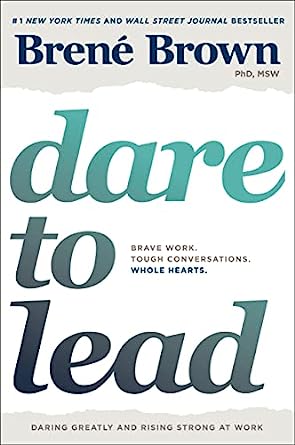 #1 NEW YORK TIMES AND WALL STREET JOURNAL BESTSELLER
Brené Brown
PhD, MSW
dare
to
BRAVE WORK.
TOUGH CONVERSATIONS.
WHOLE HEARTS.
lead
DARING GREATLY AND RISING STRONG AT WORK